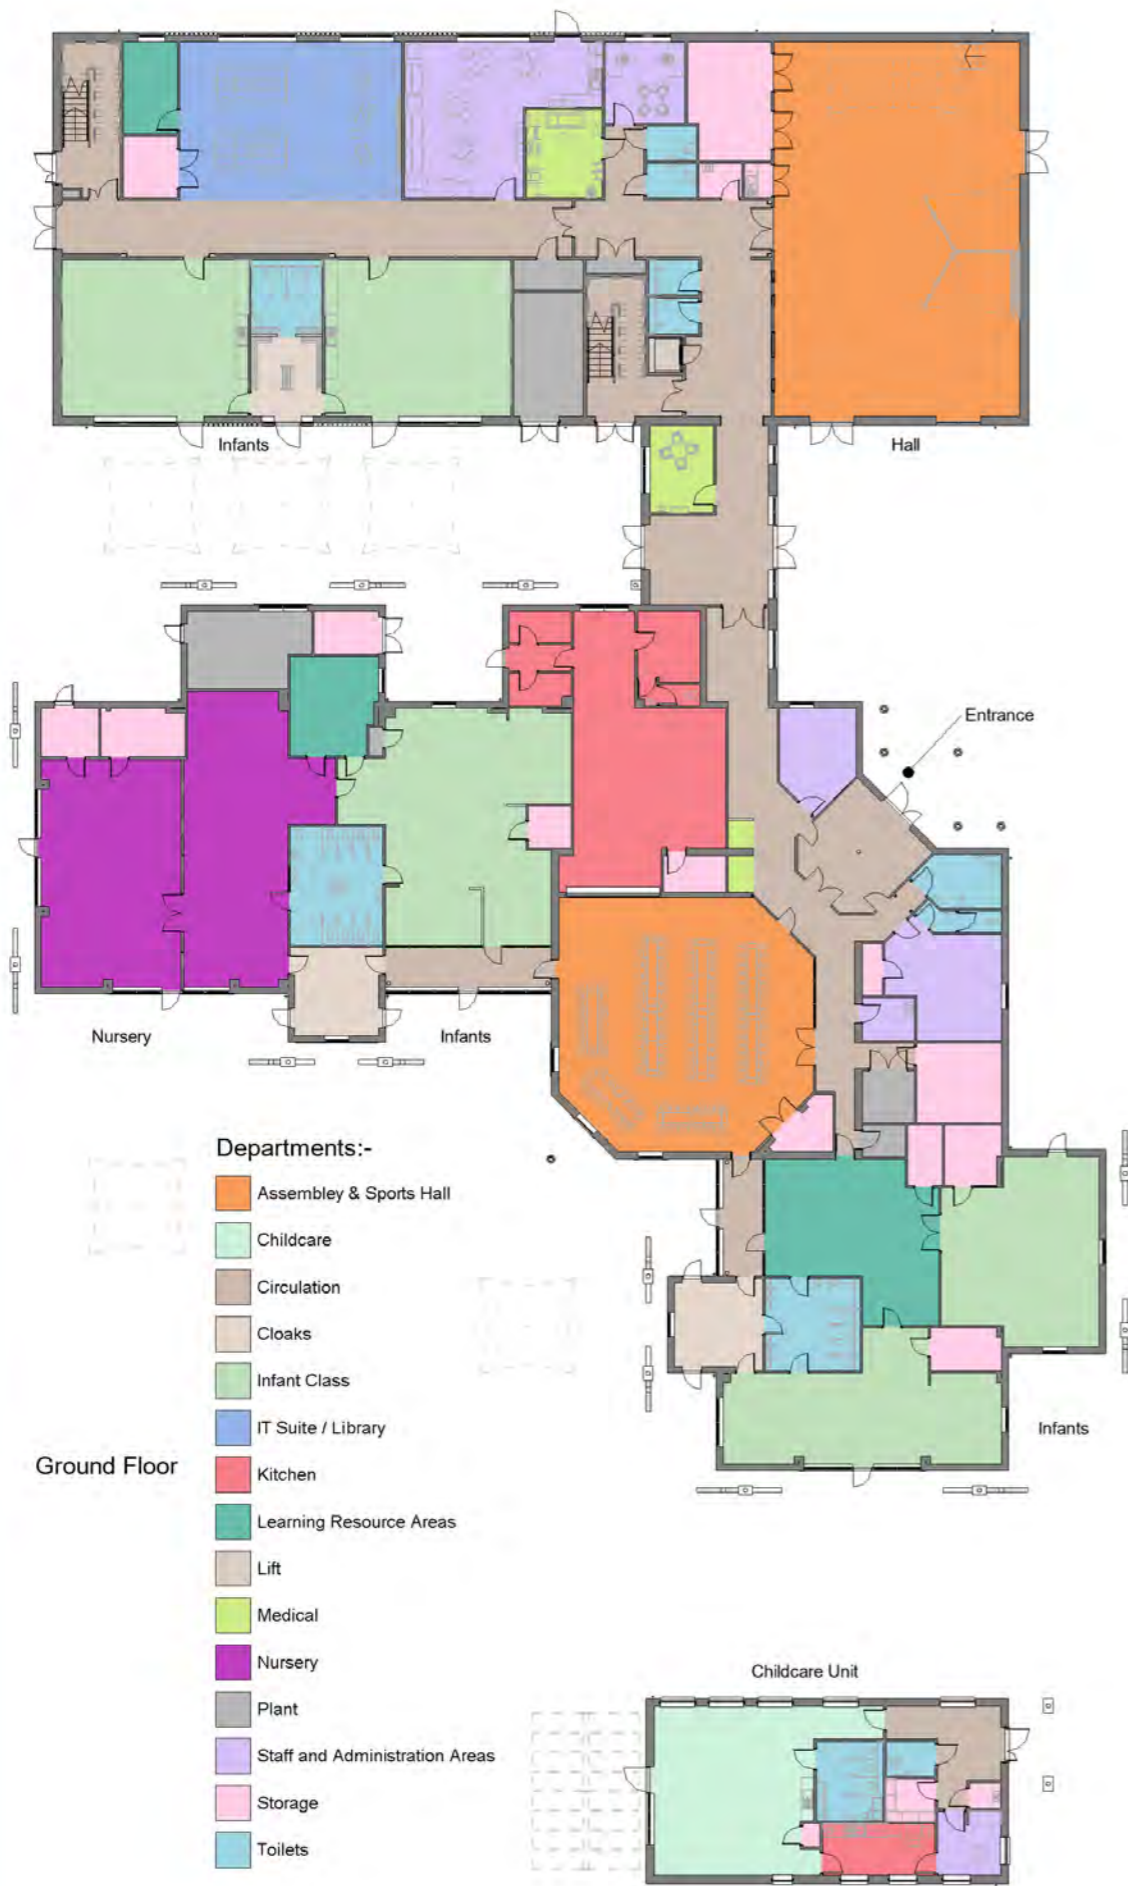 Infants
Hall
Entrance
Nursery
Infants
Departments:-
Assembley & Sports Hall
Childcare
Circulation
Cloaks
Infant Class
IT Suite / Library
Infants
Ground Floor
Kitchen
Learning Resource Areas
Lift
Medical
Nursery
Plant
Staff and Administration Areas
Storage
Toilets
Childcare Unit